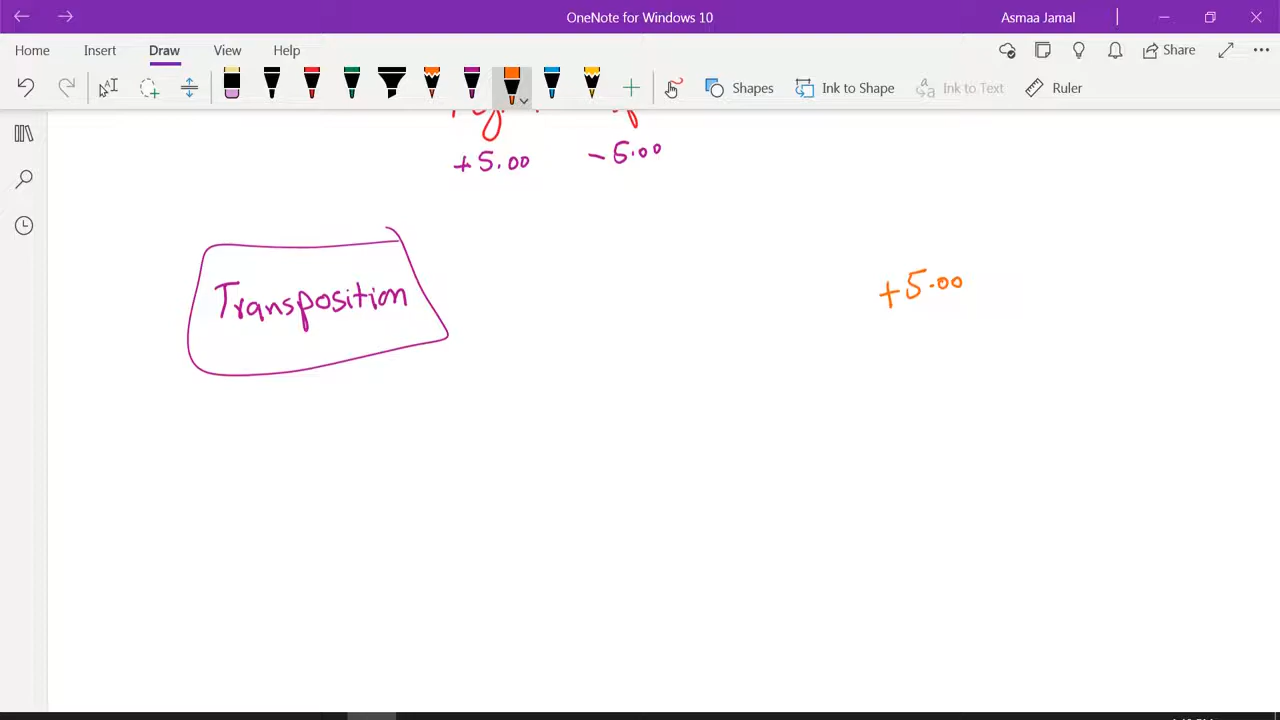 OneNote for Windows 10
Asmaa Jamal
Home Insert Draw View Help
Share
Shapes Ink to Shape Ink to Text Ruler
+5.00 -5.00
Transposition
+5.00